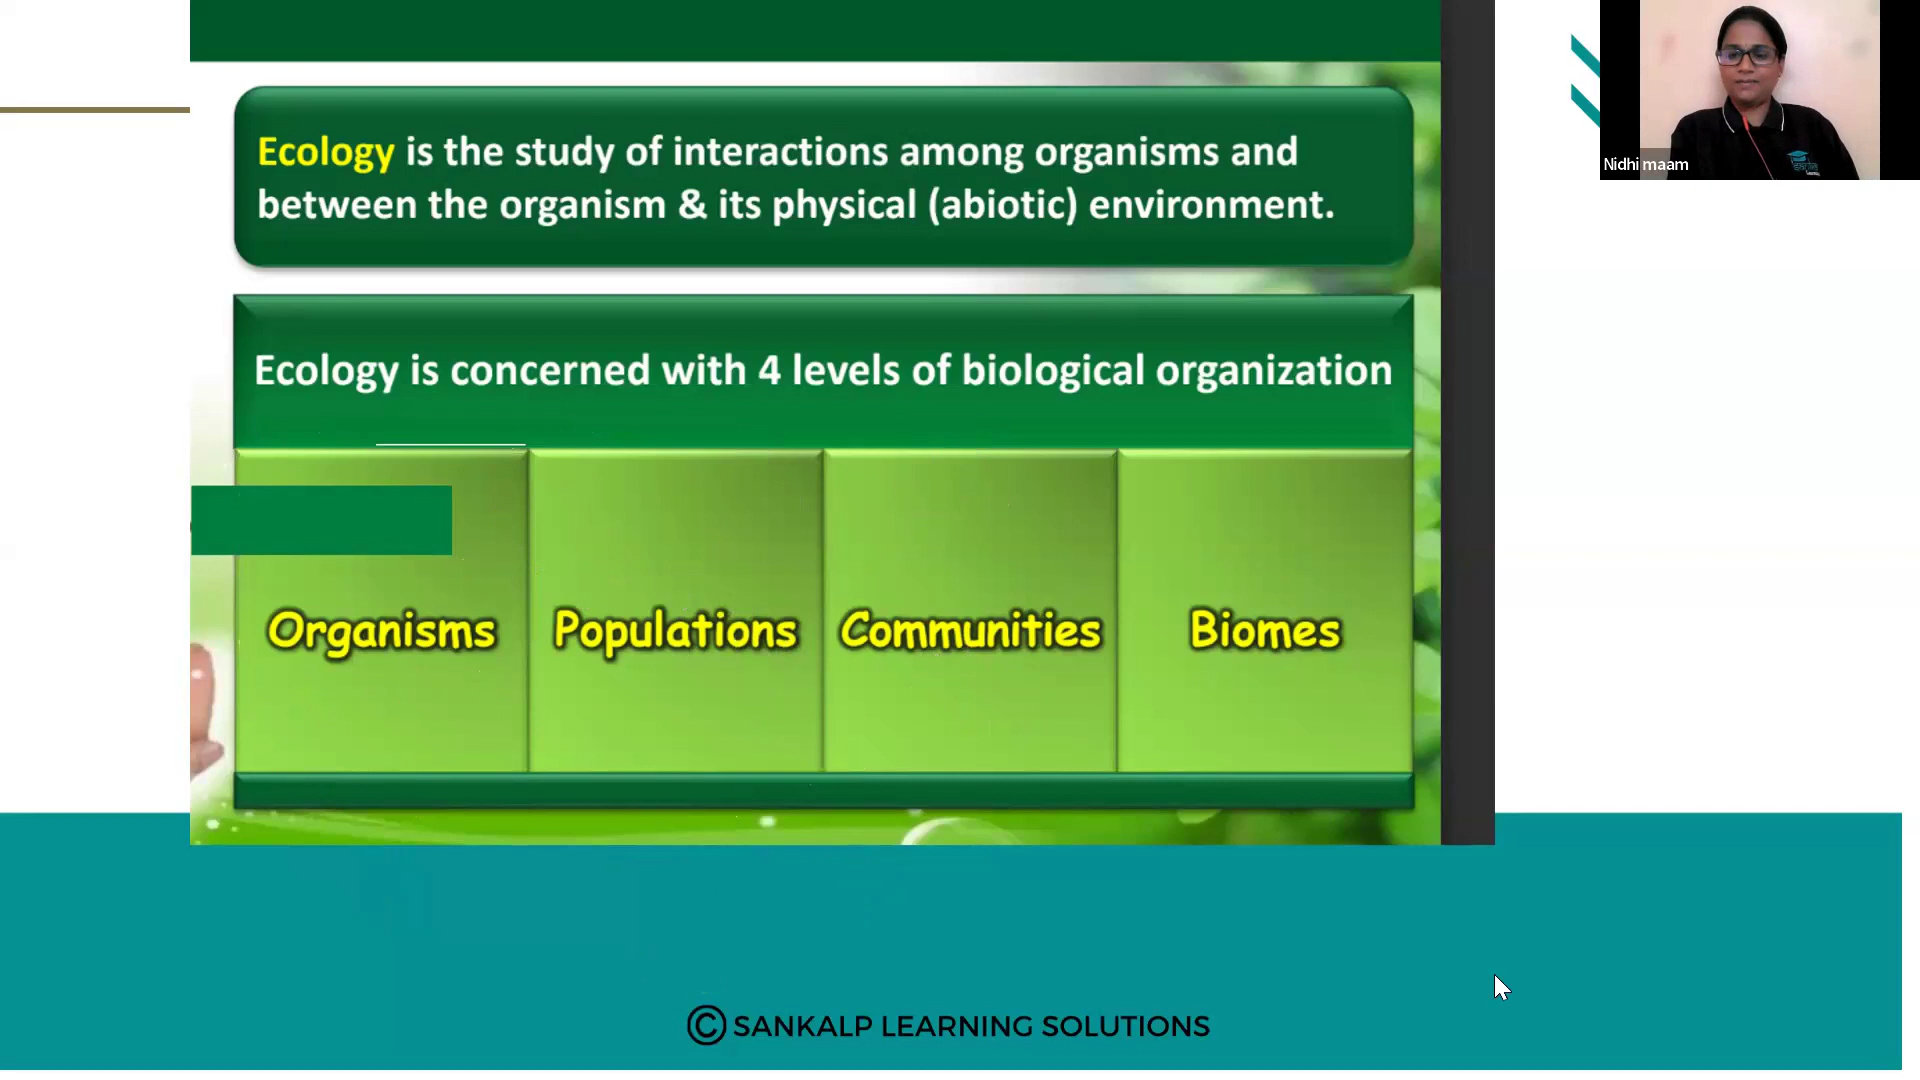 Ecology is the study of interactions among organisms and
between the organism & its physical (abiotic) environment.
Nidhi maam
Ecology is concerned with 4 levels of biological organization
Organisms
Populations
Communities
Biomes
© SANKALP LEARNING SOLUTIONS